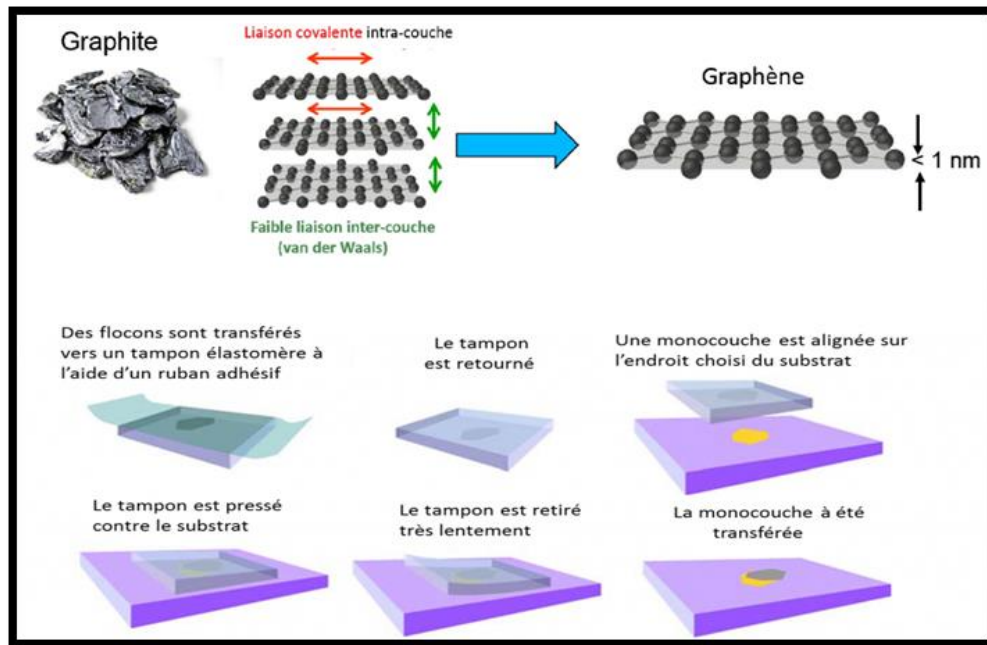 Graphite
Liaison covalente intra-couche
Graphène
< 1 nm
Faible liaison inter-couche
(van der Waals)
Des flocons sont transférés
vers un tampon élastomère à
l'aide d'un ruban adhésif
Le tampon
est retourné
Une monocouche est alignée sur
l'endroit choisi du substrat
Le tampon est pressé
contre le substrat
Le tampon est retiré
très lentement
La monocouche à été
transférée